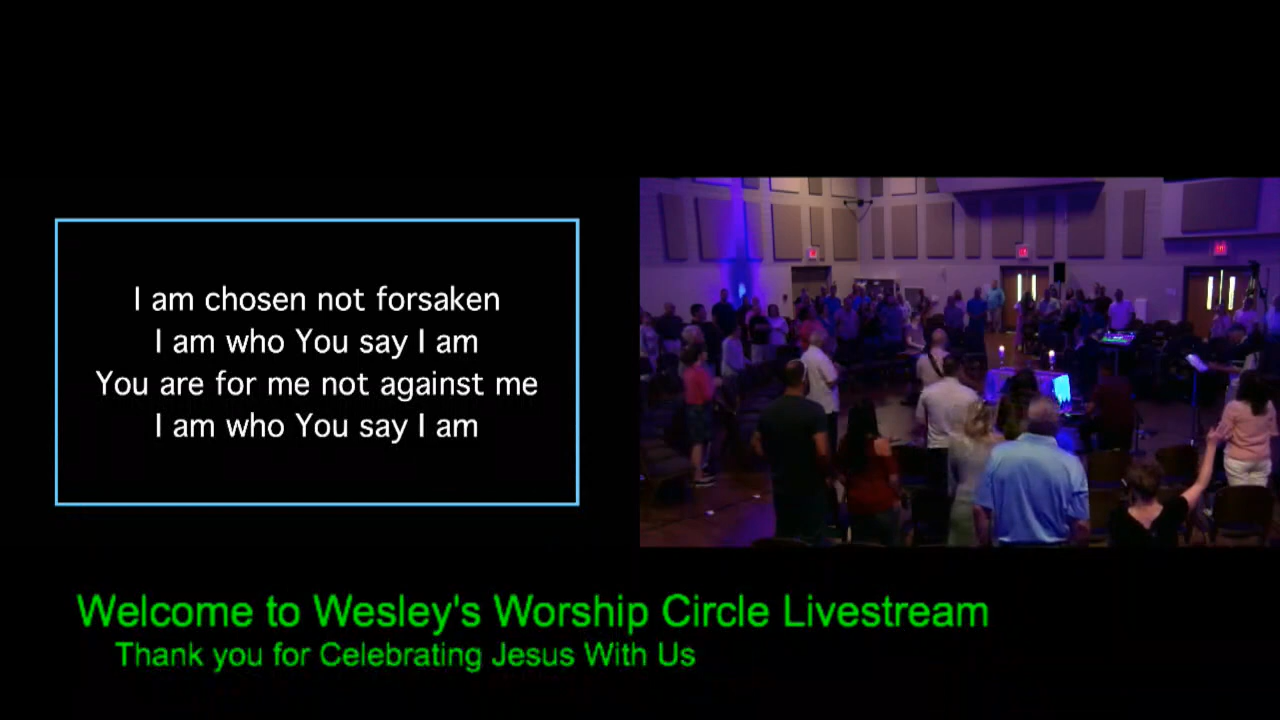 I am chosen not forsaken
I am who You say I am
You are for me not against me
I am who You say I am
Welcome to Wesley's Worship Circle Livestream
Thank you for Celebrating Jesus With Us